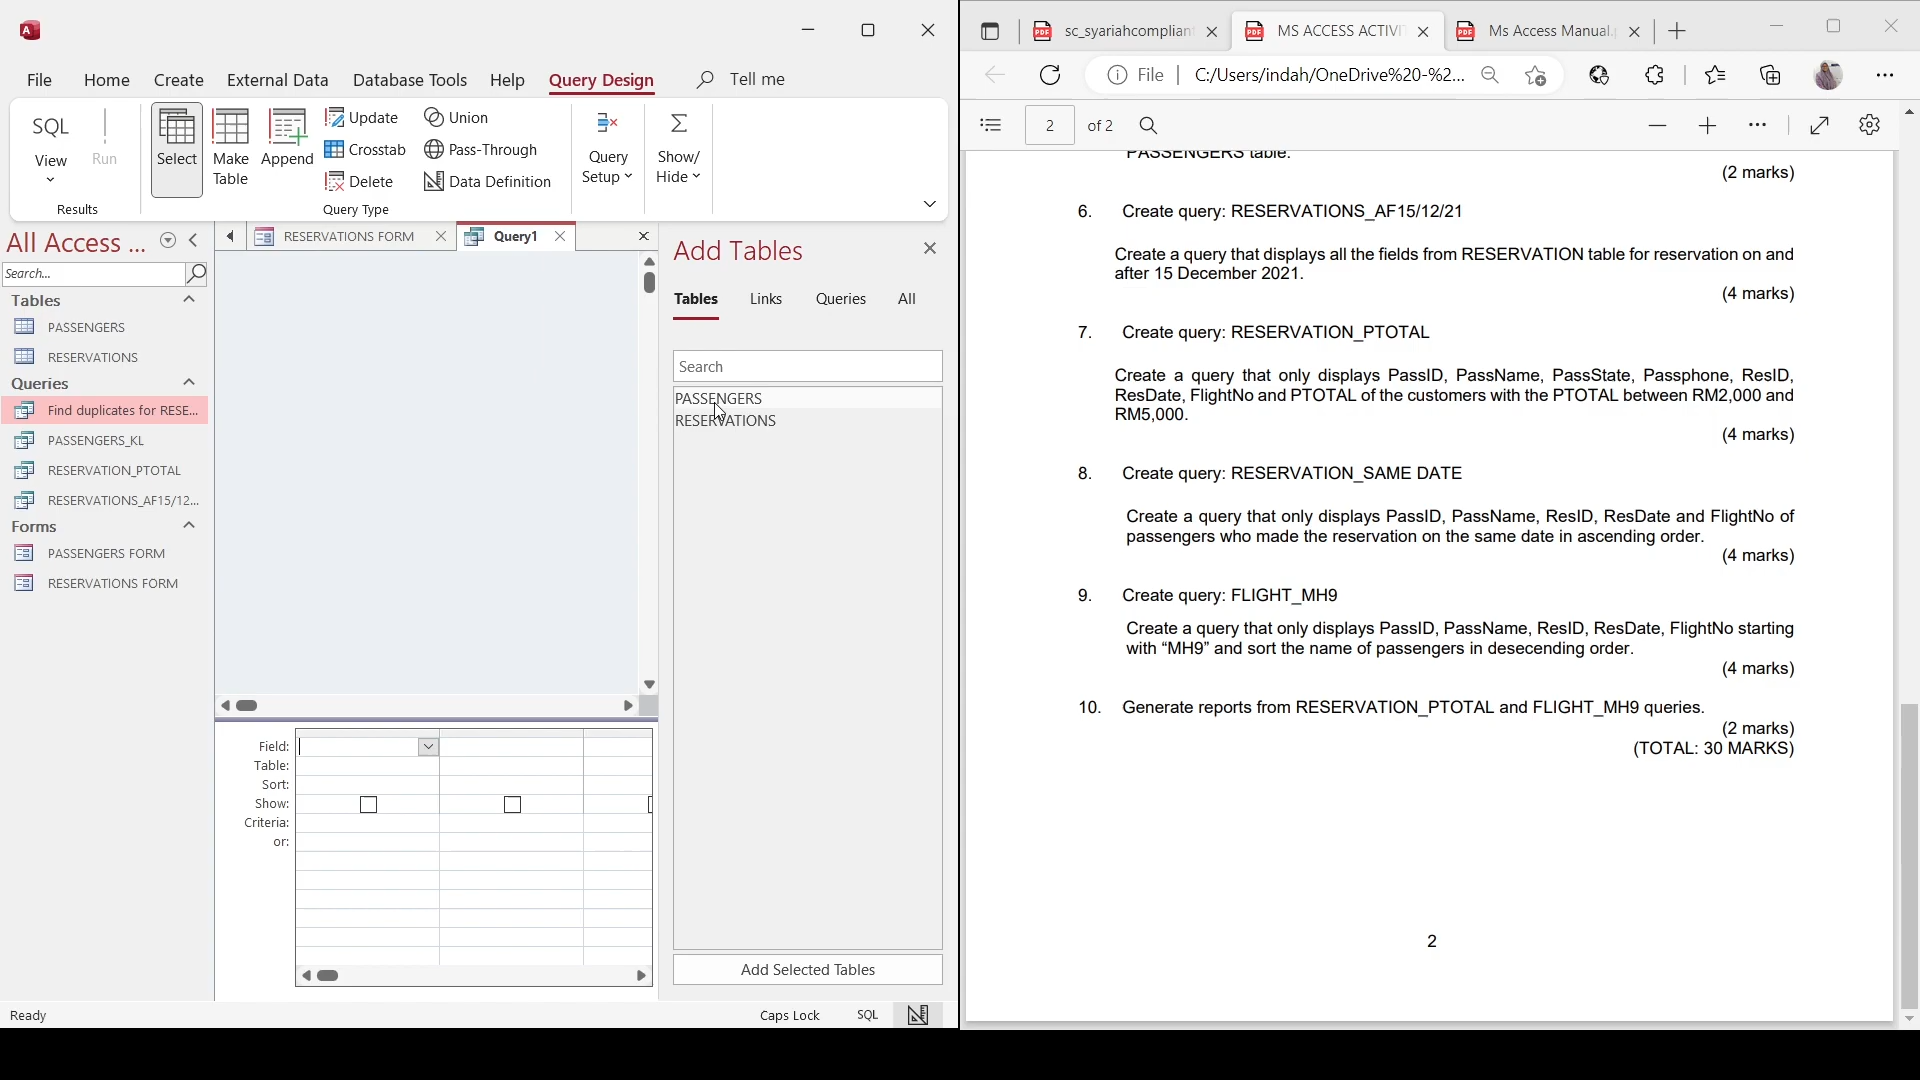 A
File Home Create External Data Database Tools Help Query Design Tell me
SQL
View
Run
Results
Select
Make
Table
Append
Update
Crosstab
Delete
Union
Pass-Through
Data Definition
Query Type
Query
Setup
Show/
Hide
All Access ...
Search...
Tables
PASSENGERS
RESERVATIONS
Queries
Find duplicates for RESE...
PASSENGERS_KL
RESERVATION_PTOTAL
RESERVATIONS_AF15/12...
Forms
PASSENGERS FORM
RESERVATIONS FORM
RESERVATIONS FORM
Query1
Field:
Table:
Sort:
Show:
Criteria:
or:
Add Tables
Tables Links Queries All
Search
PASSENGERS
RESERVATIONS
Add Selected Tables
Ready
Caps Lock SQL
sc_syariahcomplian
MS ACCESS ACTIVI
Ms Access Manual.
File C:/Users/indah/OneDrive%20-%2...
2 of 2
PASSENGERS table.
(2 marks)
6. Create query: RESERVATIONS_AF15/12/21
Create a query that displays all the fields from RESERVATION table for reservation on and
after 15 December 2021.
(4 marks)
7. Create query: RESERVATION_PTOTAL
Create a query that only displays PassID, PassName, PassState, Passphone, ResID,
ResDate, FlightNo and PTOTAL of the customers with the PTOTAL between RM2,000 and
RM5,000.
(4 marks)
8. Create query: RESERVATION_SAME DATE
Create a query that only displays PassID, PassName, ResID, ResDate and FlightNo of
passengers who made the reservation on the same date in ascending order.
(4 marks)
9. Create query: FLIGHT_MH9
Create a query that only displays PassID, PassName, ResID, ResDate, FlightNo starting
with “MH9” and sort the name of passengers in desecending order.
(4 marks)
10. Generate reports from RESERVATION_PTOTAL and FLIGHT_MH9 queries.
(2 marks)
(TOTAL: 30 MARKS)
2